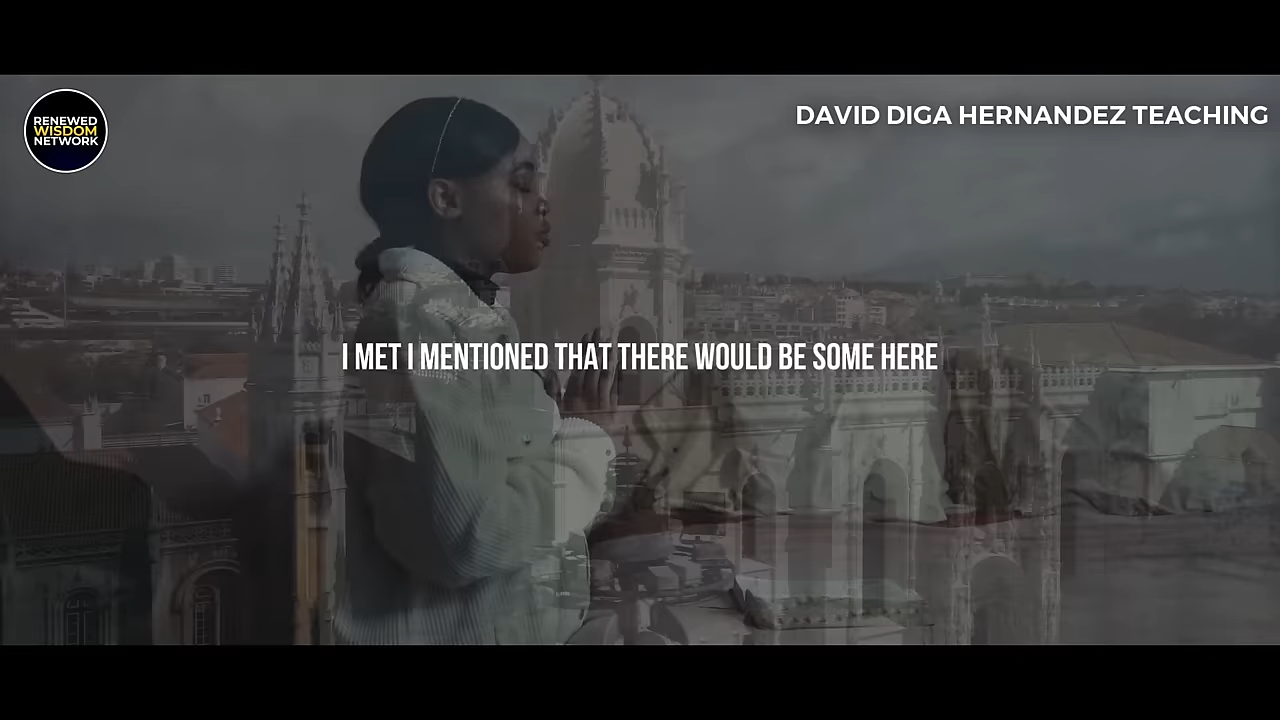 RENEWED
WISDOM
NETWORK
DAVID DIGA HERNANDEZ TEACHING
I MET I MENTIONED THAT THERE WOULD BE SOME HERE